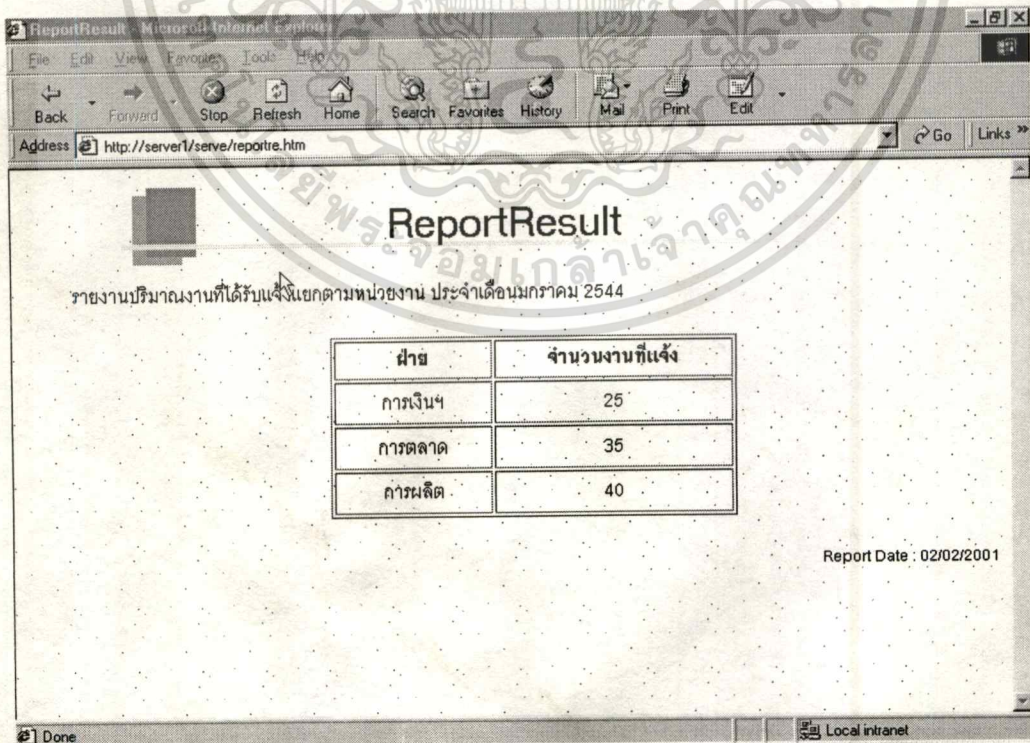 ReportResult - Microsoft Internet Explorer
File Edit View Favorites Tools Help
Back Forward Stop Refresh Home Search Favorites History Mail Print Edit
Address http://server1/serve/reportre.htm Go Links »
ReportResult
รายงานปริมาณงานที่ได้รับแจ้งแยกตามหน่วยงาน ประจำเดือนมกราคม 2544
ฝ่าย จำนวนงานที่แจ้ง
การเงินฯ 25
การตลาด 35
การผลิต 40
Report Date : 02/02/2001
Done Local intranet